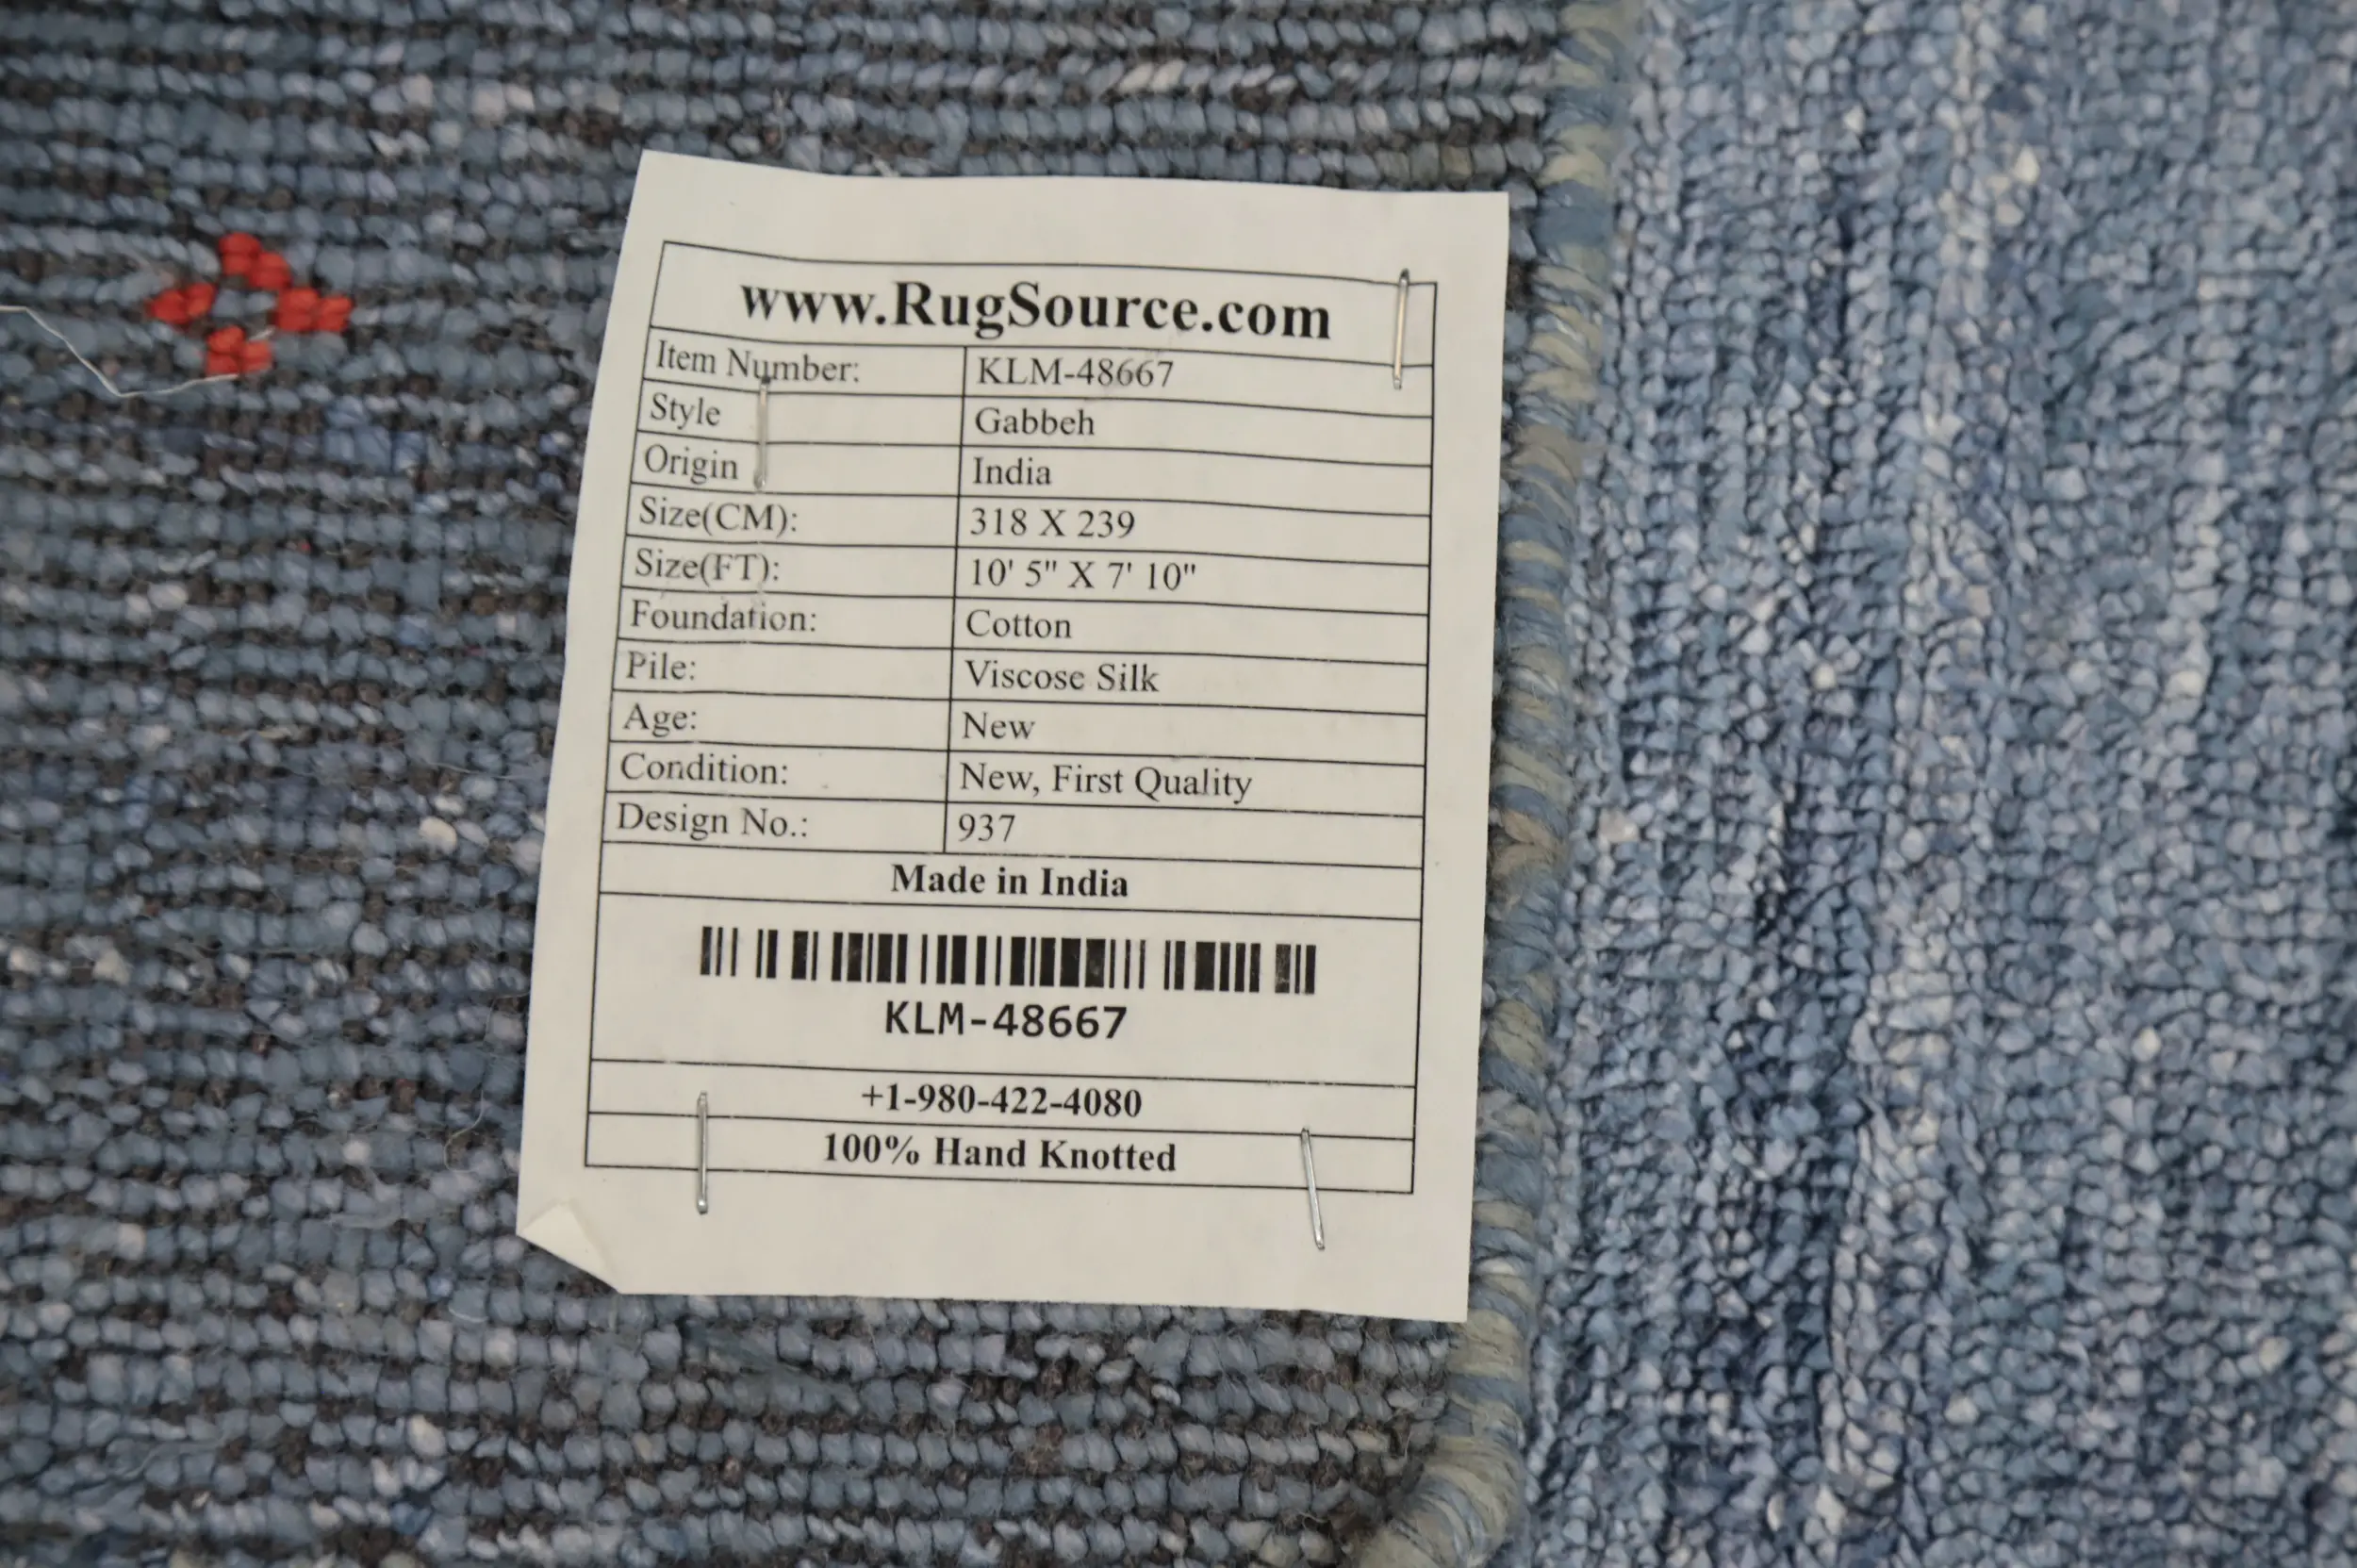 www.RugSource.com
Item Number: KLM-48667
Style Gabbeh
Origin India
Size(CM): 318 X 239
Size(FT): 10' 5" X 7' 10"
Foundation: Cotton
Pile: Viscose Silk
Age: New
Condition: New, First Quality
Design No.: 937
Made in India
KLM-48667
+1-980-422-4080
100% Hand Knotted